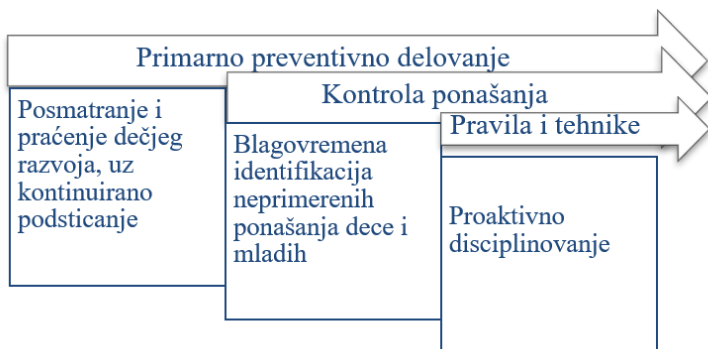 Primarno preventivno delovanje
Kontrola ponašanja
Pravila i tehnike
Posmatranje i
praćenje dečjeg
razvoja, uz
kontinuirano
podsticanje
Blagovremena
identifikacija
neprimerenih
ponašanja dece i
mladih
Proaktivno
disciplinovanje